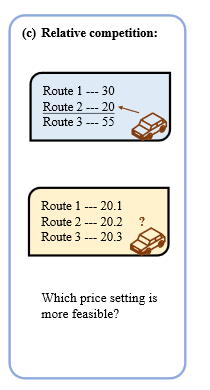 (c) Relative competition:
Route 1 --- 30
Route 2 --- 20
Route 3 --- 55
Route 1 --- 20.1
Route 2 --- 20.2 ?
Route 3 --- 20.3
Which price setting is
more feasible?